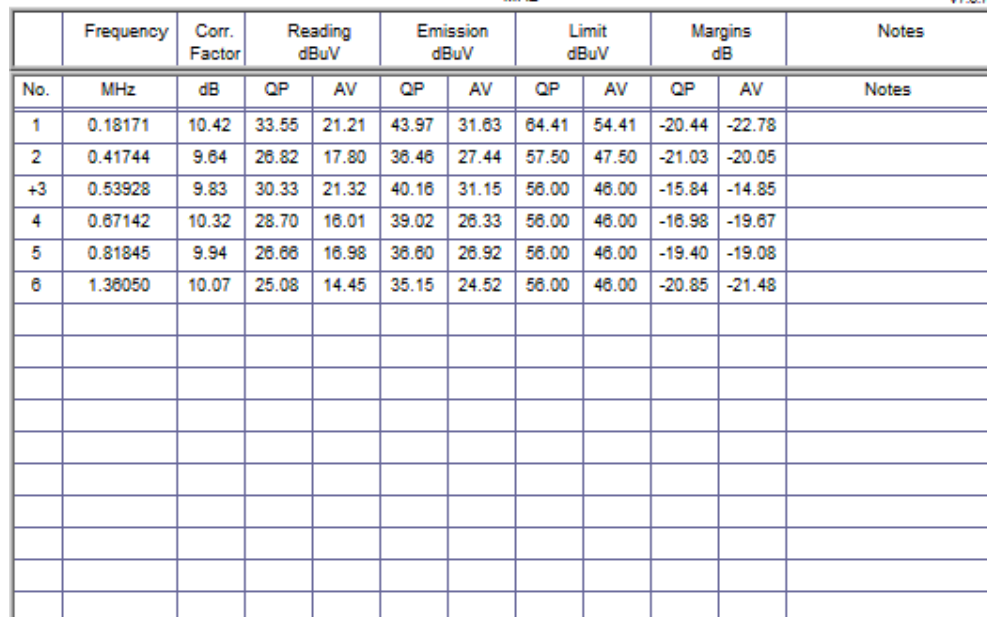 Frequency Corr. Factor Reading dBuV Emission dBuV Limit dBuV Margins dB Notes
No. MHz dB QP AV QP AV QP AV QP AV Notes
1 0.18171 10.42 33.55 21.21 43.97 31.63 64.41 54.41 -20.44 -22.78
2 0.41744 9.64 26.82 17.80 36.46 27.44 57.50 47.50 -21.03 -20.05
+3 0.53928 9.83 30.33 21.32 40.16 31.15 56.00 46.00 -15.84 -14.85
4 0.67142 10.32 28.70 16.01 39.02 26.33 56.00 46.00 -16.98 -19.67
5 0.81845 9.94 26.66 16.98 36.60 26.92 56.00 46.00 -19.40 -19.08
6 1.36050 10.07 25.08 14.45 35.15 24.52 56.00 46.00 -20.85 -21.48